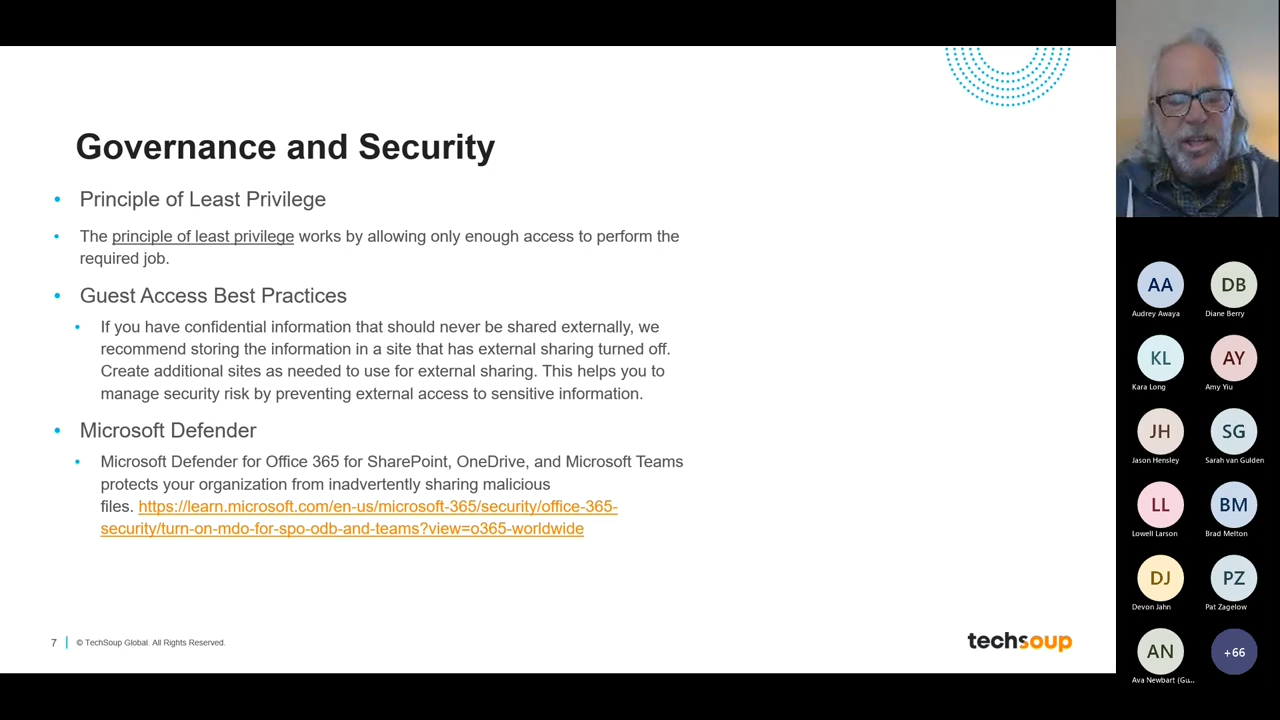 Governance and Security
• Principle of Least Privilege
• The principle of least privilege works by allowing only enough access to perform the
required job.
• Guest Access Best Practices
• If you have confidential information that should never be shared externally, we
recommend storing the information in a site that has external sharing turned off.
Create additional sites as needed to use for external sharing. This helps you to
manage security risk by preventing external access to sensitive information.
• Microsoft Defender
• Microsoft Defender for Office 365 for SharePoint, OneDrive, and Microsoft Teams
protects your organization from inadvertently sharing malicious
files. https://learn.microsoft.com/en-us/microsoft-365/security/office-365-
security/turn-on-mdo-for-spo-odb-and-teams?view=o365-worldwide
7 © TechSoup Global. All Rights Reserved.
techsoup
AA DB
Audrey Awaya Diane Berry
KL AY
Kara Long Amy Yiu
JH SG
Jason Hensley Sarah van Gulden
LL BM
Lowell Larson Brad Melton
DJ PZ
Devon Jahn Pat Zagelow
AN +66
Ava Newbart (Gu...